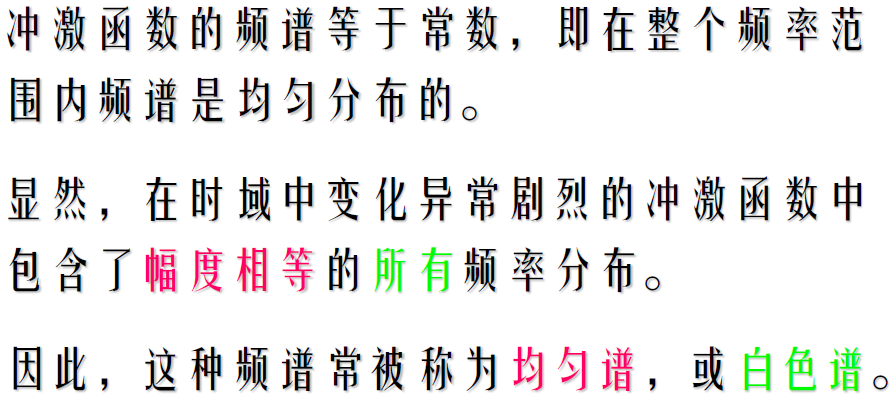 冲激函数的频谱等于常数，即在整个频率范
围内频谱是均匀分布的。
显然，在时域中变化异常剧烈的冲激函数中
包含了幅度相等的所有频率分布。
因此，这种频谱常被称为均匀谱，或白色谱。